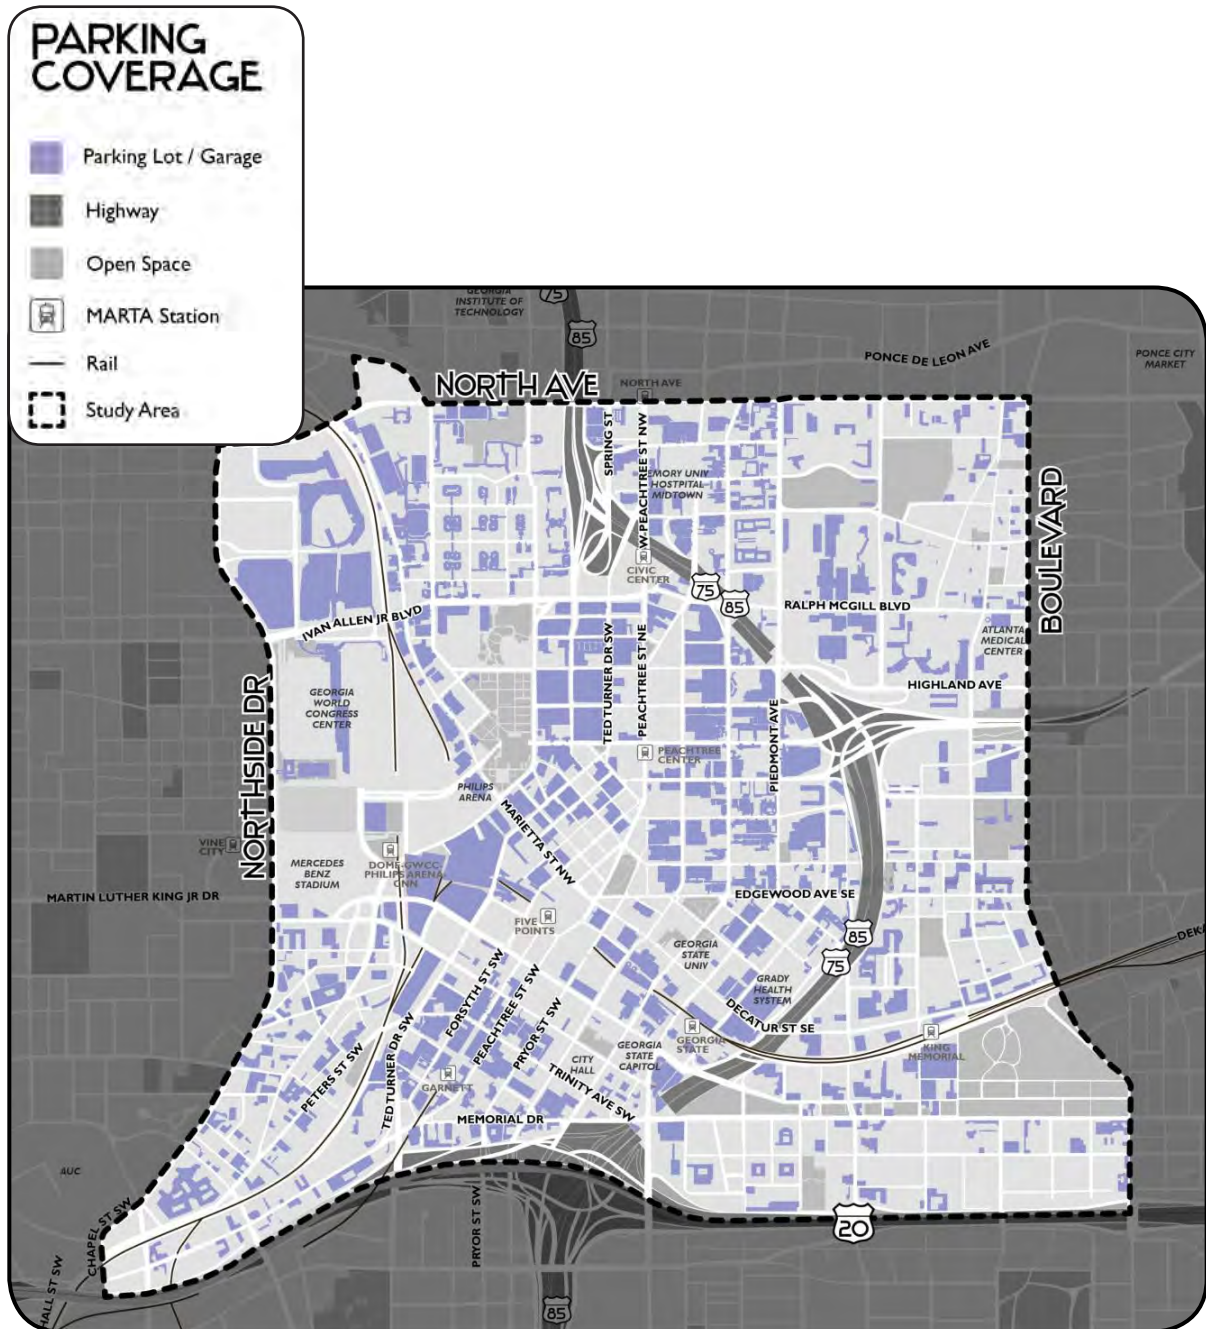 PARKING
COVERAGE
Parking Lot / Garage
Highway
Open Space
MARTA Station
Rail
Study Area
GEORGIA
INSTITUTE OF
TECHNOLOGY
75
85
PONCE DE LEON AVE
PONCE CITY
MARKET
NORTH AVE
NORTH AVE
SPRING ST
W PEACHTREE ST NW
EMORY UNIV
HOSTPITAL-
MIDTOWN
BOULEVARD
CIVIC
CENTER
75
85
RALPH MCGILL BLVD
IVAN ALLEN JR BLVD
ATLANTA
MEDICAL
CENTER
TED TURNER DR SW
PEACHTREE ST NE
HIGHLAND AVE
GEORGIA
WORLD
CONGRESS
CENTER
NORTHSIDE DR
PIEDMONT AVE
PEACHTREE
CENTER
PHILIPS
ARENA
MARIETTA ST NW
VINE
CITY
MERCEDES
BENZ
STADIUM
DOME-GWCC-
PHILIPS ARENA-
CNN
MARTIN LUTHER KING JR DR
EDGEWOOD AVE SE
FIVE
POINTS
85
75
DEKA
GEORGIA
STATE
UNIV
GRADY
HEALTH
SYSTEM
FORSYTH ST SW
PEACHTREE ST SW
PRYOR ST SW
DECATUR ST SE
GEORGIA
STATE
KING
MEMORIAL
CITY
HALL
GEORGIA
STATE
CAPITOL
PETERS ST SW
TED TURNER DR SW
GARNETT
TRINITY AVE SW
MEMORIAL DR
AUC
CHAPEL ST SW
PRYOR ST SW
20
HALL ST SW
85